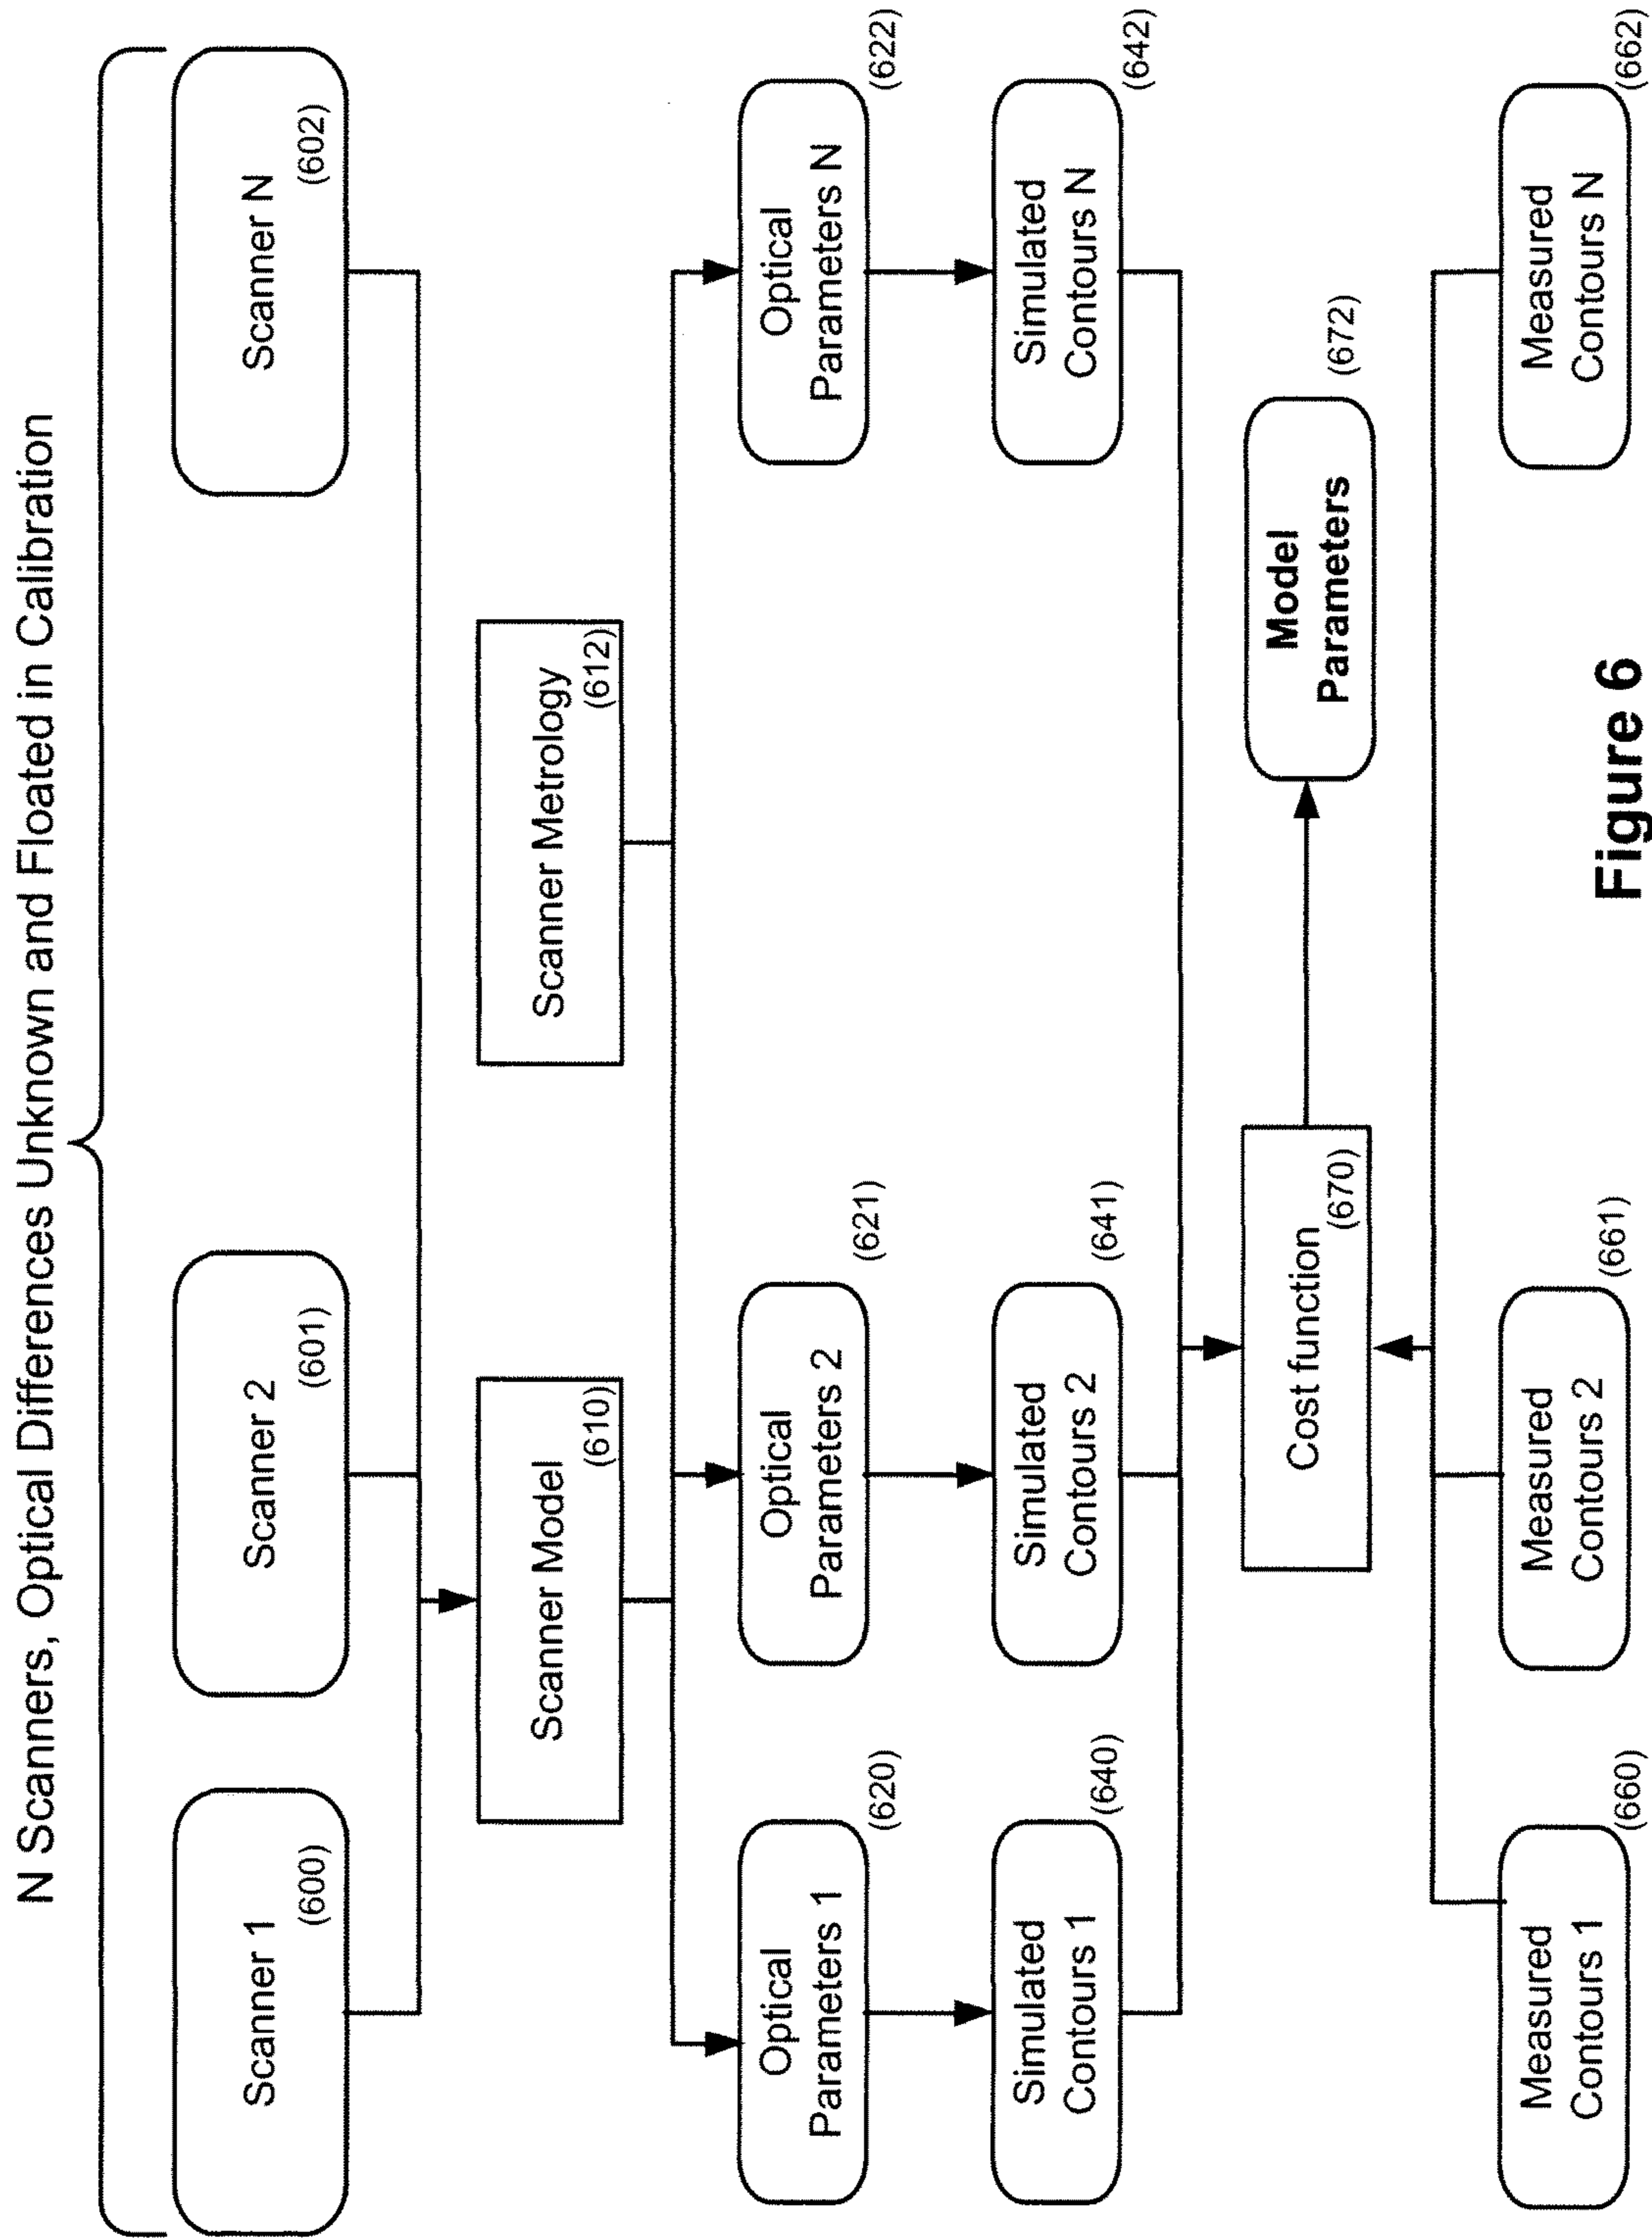 N Scanners, Optical Differences Unknown and Floated in Calibration
Scanner 1
(600)
Scanner 2
(601)
Scanner N
(602)
Scanner Model
(610)
Scanner Metrology
(612)
Optical
Parameters 1
(620)
Optical
Parameters 2
(621)
Optical
Parameters N
(622)
Simulated
Contours 1
(640)
Simulated
Contours 2
(641)
Simulated
Contours N
(642)
Cost function
(670)
Model
Parameters
(672)
Measured
Contours 1
(660)
Measured
Contours 2
(661)
Measured
Contours N
(662)
Figure 6